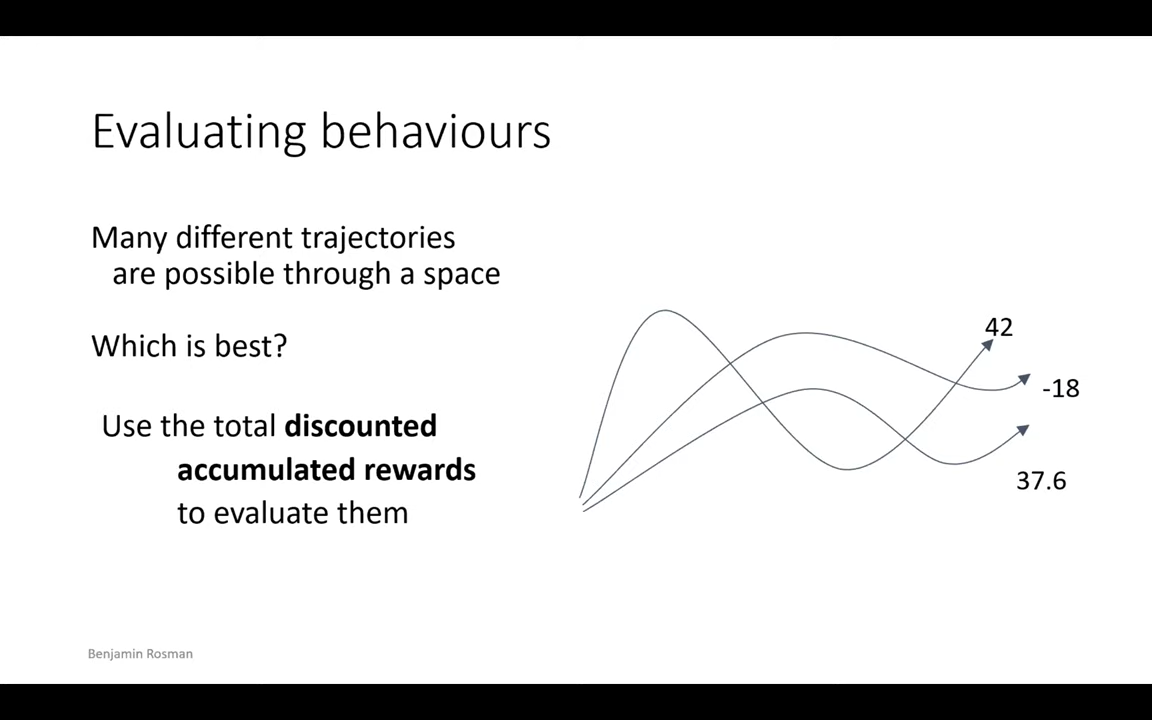 Evaluating behaviours
Many different trajectories
are possible through a space
Which is best?
Use the total discounted
accumulated rewards
to evaluate them
42
-18
37.6
Benjamin Rosman